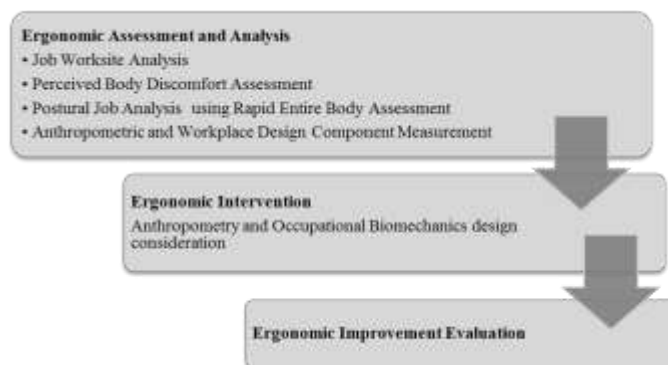 Ergonomic Assessment and Analysis
• Job Worksite Analysis
• Perceived Body Discomfort Assessment
• Postural Job Analysis using Rapid Entire Body Assessment
• Anthropometric and Workplace Design Component Measurement
Ergonomic Intervention
Anthropometry and Occupational Biomechanics design
consideration
Ergonomic Improvement Evaluation